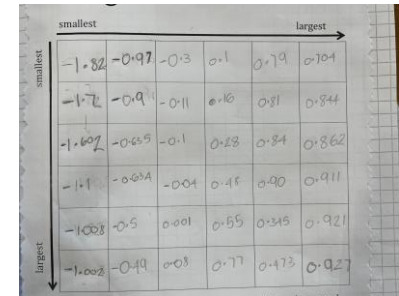 smallest largest
smallest
-1.82 -0.97 -0.3 0.1 0.79 0.704
-1.2 -0.9 -0.11 0.16 0.81 0.844
-1.602 -0.635 -0.1 0.28 0.84 0.862
-1.1 -0.634 -0.04 0.48 0.90 0.911
-1.008 -0.5 0.001 0.55 0.345 0.921
-1.002 -0.49 0.08 0.77 0.473 0.927
largest